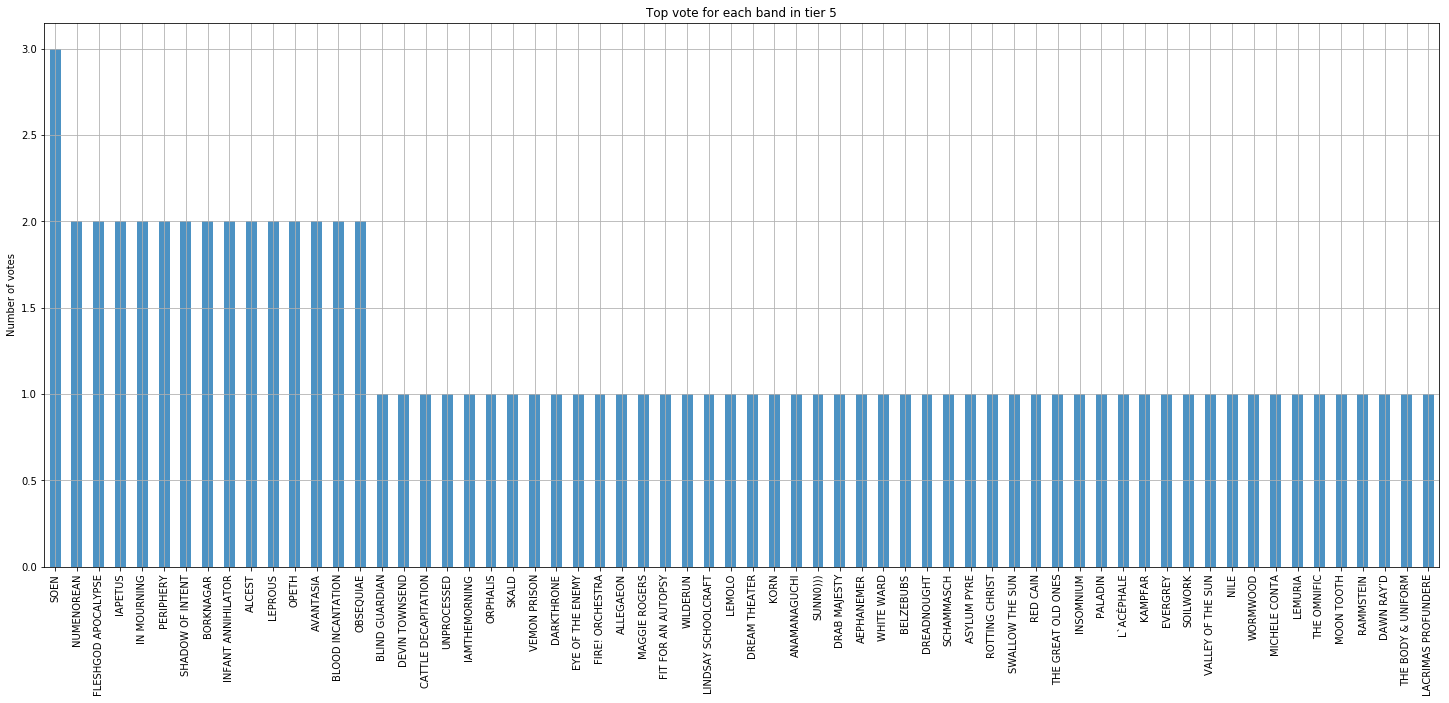 Top vote for each band in tier 5
Number of votes
3.0
2.5
2.0
1.5
1.0
0.5
0.0
SOEN
NUMENOREAN
FLESHGOD APOCALYPSE
IAPETUS
IN MOURNING
PERIPHERY
SHADOW OF INTENT
BORKNAGAR
INFANT ANNIHILATOR
ALCEST
LEPROUS
OPETH
AVANTASIA
BLOOD INCANTATION
OBSEQUIAE
BLIND GUARDIAN
DEVIN TOWNSEND
CATTLE DECAPITATION
UNPROCESSED
IAMTHEMORNING
ORPHALIS
SKALD
VEMON PRISON
DARKTHRONE
EYE OF THE ENEMY
FIRE! ORCHESTRA
ALLEGAEON
MAGGIE ROGERS
FIT FOR AN AUTOPSY
WILDERUN
LINDSAY SCHOOLCRAFT
LEMOLO
DREAM THEATER
KORN
ANAMANAGUCHI
SUNN0)))
DRAB MAJESTY
AEPHANEMER
WHITE WARD
BELZEBUBS
DREADNOUGHT
SCHAMMASCH
ASYLUM PYRE
ROTTING CHRIST
SWALLOW THE SUN
RED CAIN
THE GREAT OLD ONES
INSOMNIUM
PALADIN
L`ACEPHALE
KAMPFAR
EVERGREY
SOILWORK
VALLEY OF THE SUN
NILE
WORMWOOD
MICHELE CONTA
LEMURIA
THE OMNIFIC
MOON TOOTH
RAMMSTEIN
DAWN RAY'D
THE BODY & UNIFORM
LACRIMAS PROFUNDERE